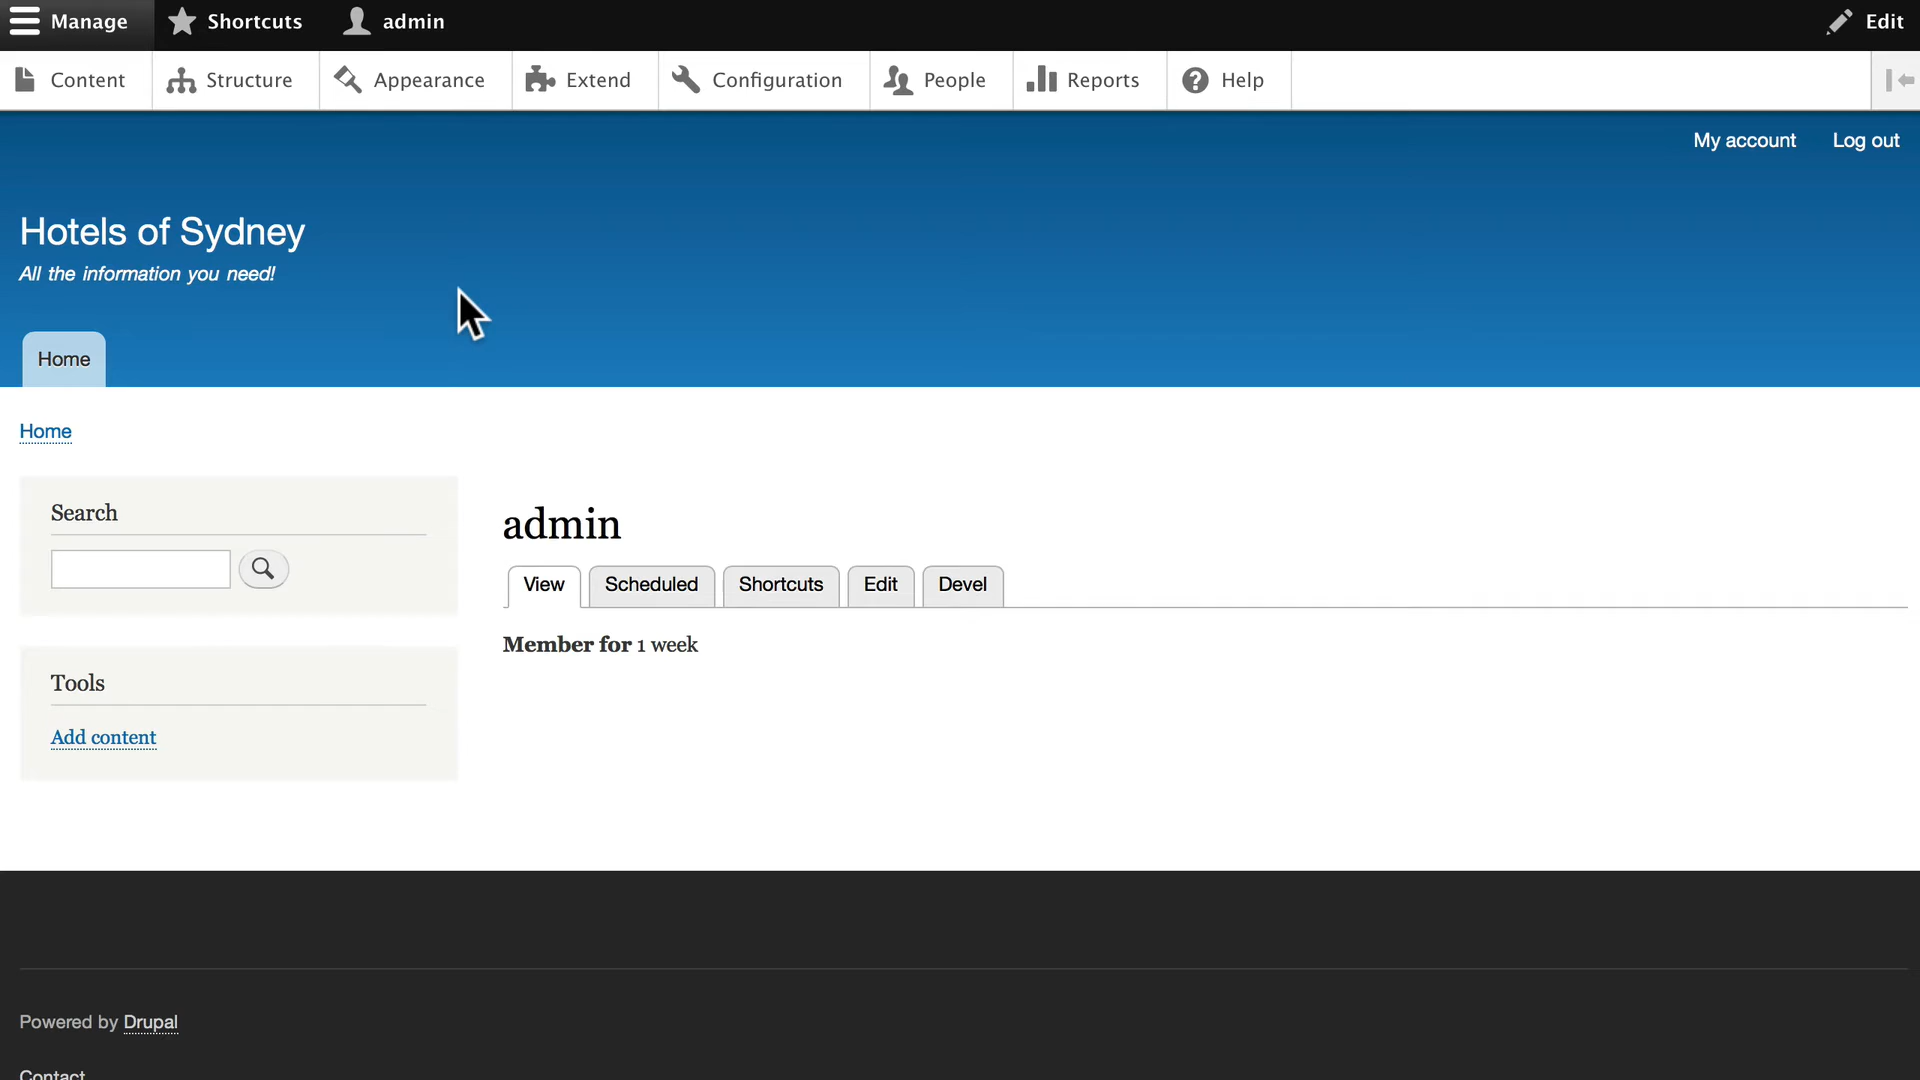 Manage Shortcuts admin Edit
Content Structure Appearance Extend Configuration People Reports Help
My account Log out
Hotels of Sydney
All the information you need!
Home
Home
Search
admin
View Scheduled Shortcuts Edit Devel
Member for 1 week
Tools
Add content
Powered by Drupal
Contact